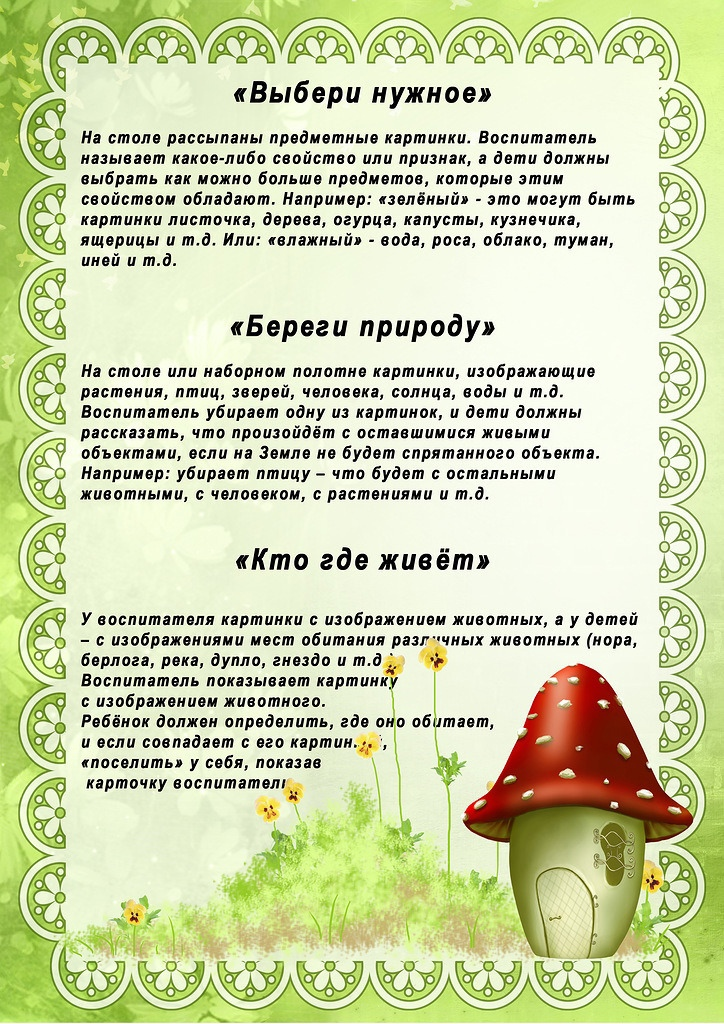 «Выбери нужное»
На столе рассыпаны предметные картинки. Воспитатель
называет какое-либо свойство или признак, а дети должны
выбрать как можно больше предметов, которые этим
свойством обладают. Например: «зелёный» - это могут быть
картинки листочка, дерева, огурца, капусты, кузнечика,
ящерицы и т.д. Или: «влажный» - вода, роса, облако, туман,
иней и т.д.
«Береги природу»
На столе или наборном полотне картинки, изображающие
растения, птиц, зверей, человека, солнца, воды и т.д.
Воспитатель убирает одну из картинок, и дети должны
рассказать, что произойдёт с оставшимися живыми
объектами, если на Земле не будет спрятанного объекта.
Например: убирает птицу – что будет с остальными
животными, с человеком, с растениями и т.д.
«Кто где живёт»
У воспитателя картинки с изображением животных, а у детей
– с изображениями мест обитания различных животных (нора,
берлога, река, дупло, гнездо и т.д
Воспитатель показывает картинку
с изображением животного.
Ребёнок должен определить, где оно обитает,
и если совпадает с его
«поселить» у себя, показав
карточку воспитателю